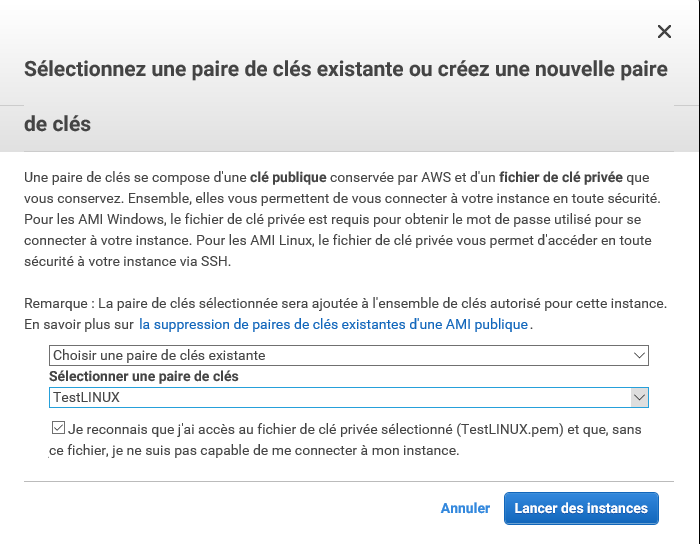 Sélectionnez une paire de clés existante ou créez une nouvelle paire
de clés
Une paire de clés se compose d'une clé publique conservée par AWS et d'un fichier de clé privée que
vous conservez. Ensemble, elles vous permettent de vous connecter à votre instance en toute sécurité.
Pour les AMI Windows, le fichier de clé privée est requis pour obtenir le mot de passe utilisé pour se
connecter à votre instance. Pour les AMI Linux, le fichier de clé privée vous permet d'accéder en toute
sécurité à votre instance via SSH.
Remarque : La paire de clés sélectionnée sera ajoutée à l'ensemble de clés autorisé pour cette instance.
En savoir plus sur la suppression de paires de clés existantes d'une AMI publique.
Choisir une paire de clés existante
Sélectionner une paire de clés
TestLINUX
Je reconnais que j'ai accès au fichier de clé privée sélectionné (TestLINUX.pem) et que, sans
ce fichier, je ne suis pas capable de me connecter à mon instance.
Annuler Lancer des instances